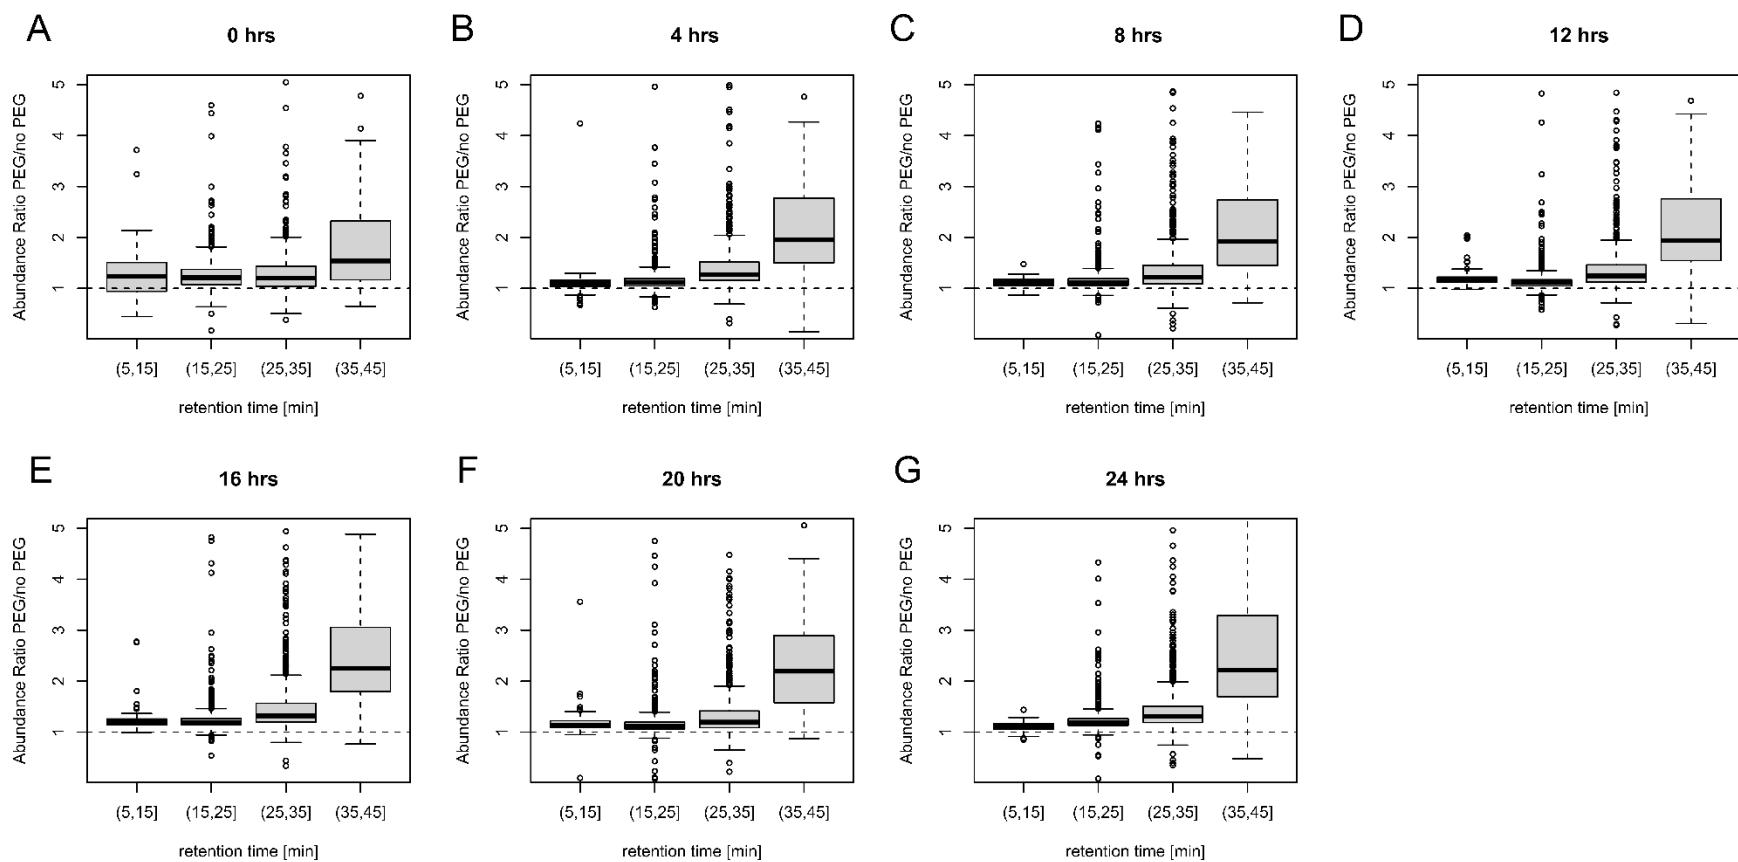 A
0 hrs
Abundance Ratio PEG/no PEG
5
4
3
2
1
(5,15]
(15,25]
(25,35]
(35,45]
retention time [min]
B
4 hrs
Abundance Ratio PEG/no PEG
5
4
3
2
1
(5,15]
(15,25]
(25,35]
(35,45]
retention time [min]
C
8 hrs
Abundance Ratio PEG/no PEG
5
4
3
2
1
(5,15]
(15,25]
(25,35]
(35,45]
retention time [min]
D
12 hrs
Abundance Ratio PEG/no PEG
5
4
3
2
1
(5,15]
(15,25]
(25,35]
(35,45]
retention time [min]
E
16 hrs
Abundance Ratio PEG/no PEG
5
4
3
2
1
(5,15]
(15,25]
(25,35]
(35,45]
retention time [min]
F
20 hrs
Abundance Ratio PEG/no PEG
5
4
3
2
1
(5,15]
(15,25]
(25,35]
(35,45]
retention time [min]
G
24 hrs
Abundance Ratio PEG/no PEG
5
4
3
2
1
(5,15]
(15,25]
(25,35]
(35,45]
retention time [min]